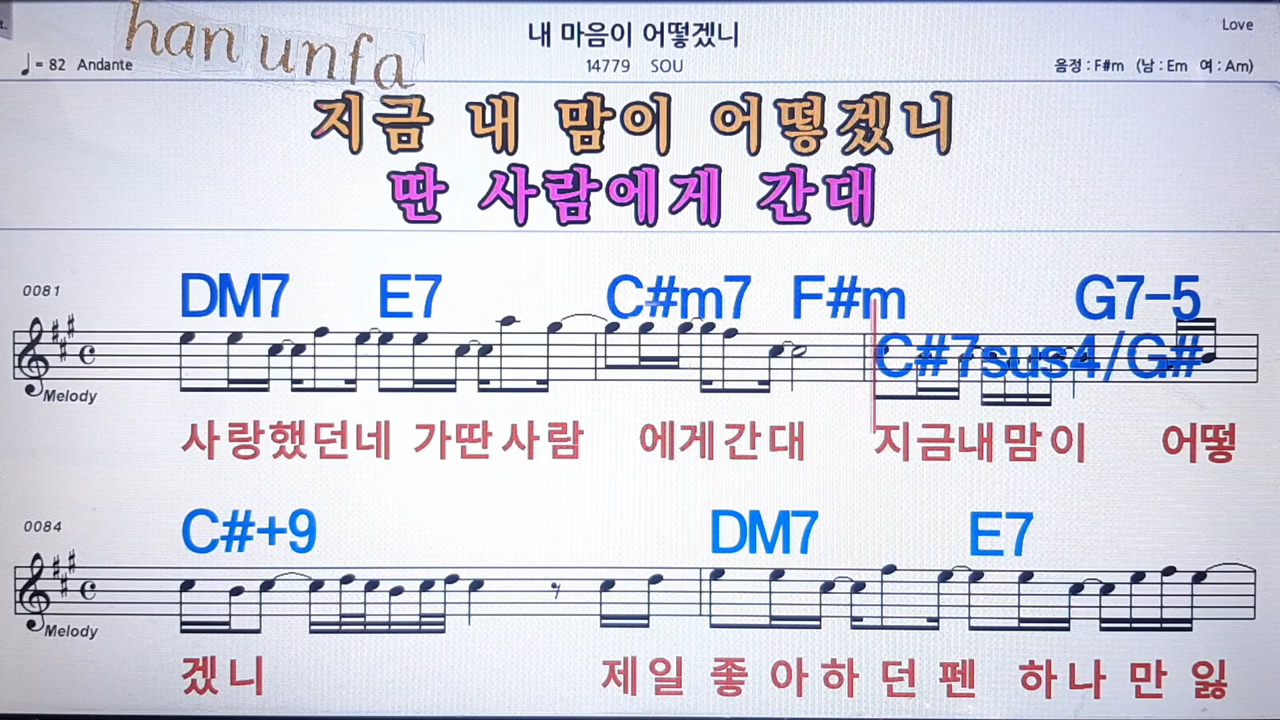 han unfa
내 마음이 어떻겠니
Love
♩= 82 Andante
14779 SOU
음정 : F#m (남 : Em 여 : Am)
지금 내 맘이 어떻겠니
딴 사람에게 간대
0081
DM7 E7 C#m7 F#m G7-5
C#7sus4/G#
Melody
사랑했던네 가딴사람 에게간대 지금내맘이 어떻
0084
C#+9 DM7 E7
Melody
겠니 제일 좋아하던펜 하나만잃